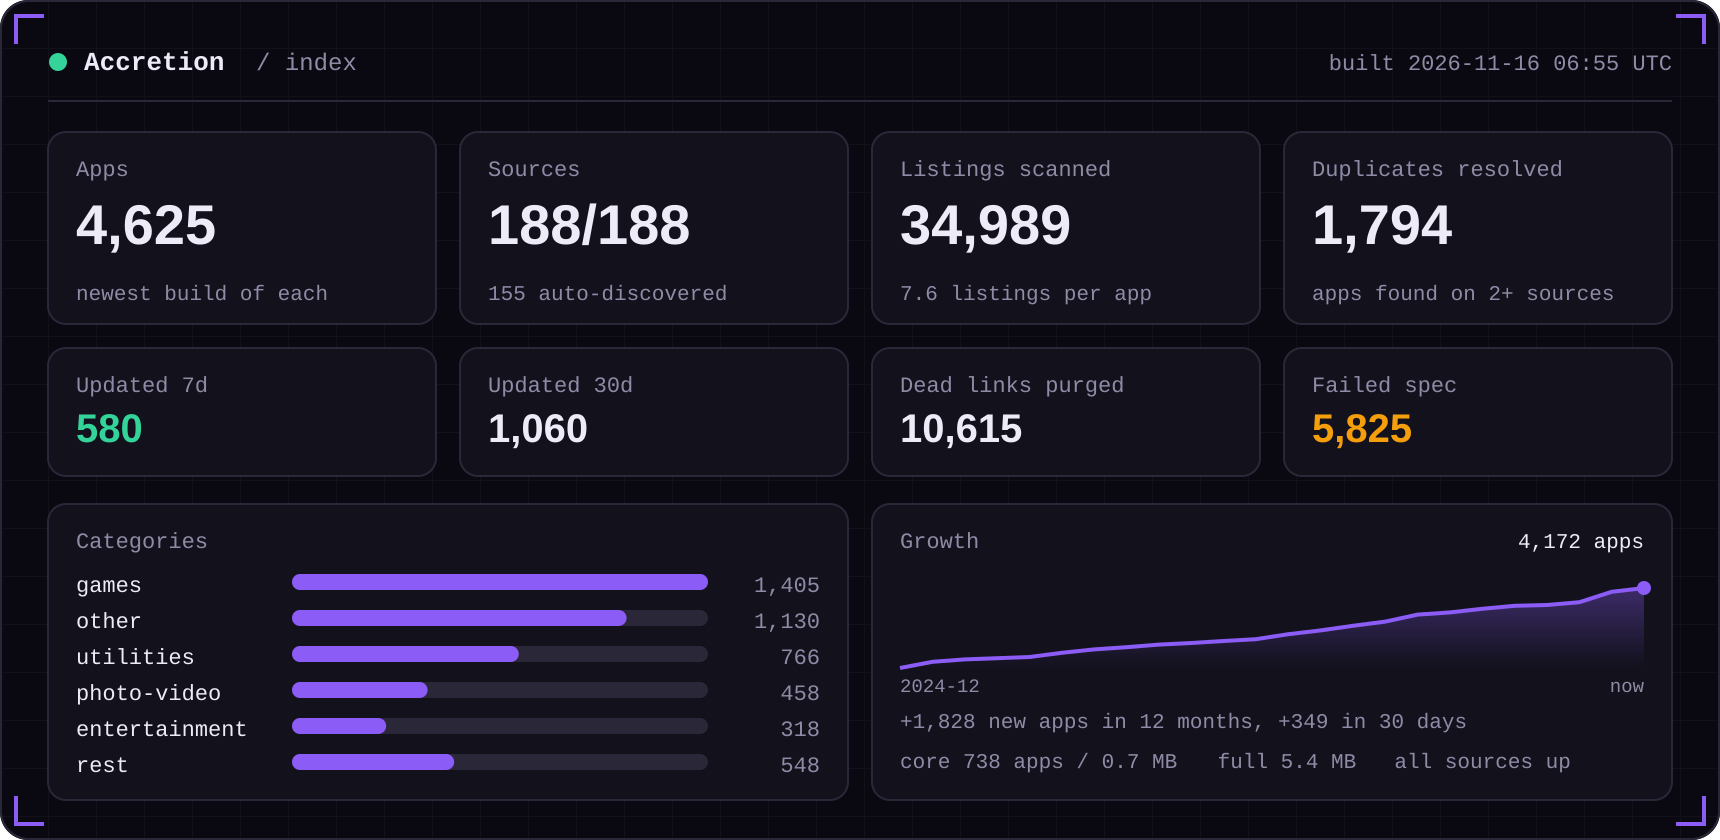 Accretion / index
built 2026-11-16 06:55 UTC
Apps
4,625
newest build of each
Sources
188/188
155 auto-discovered
Listings scanned
34,989
7.6 listings per app
Duplicates resolved
1,794
apps found on 2+ sources
Updated 7d
580
Updated 30d
1,060
Dead links purged
10,615
Failed spec
5,825
Categories
games 1,405
other 1,130
utilities 766
photo-video 458
entertainment 318
rest 548
Growth 4,172 apps
2024-12 now
+1,828 new apps in 12 months, +349 in 30 days
core 738 apps / 0.7 MB full 5.4 MB all sources up